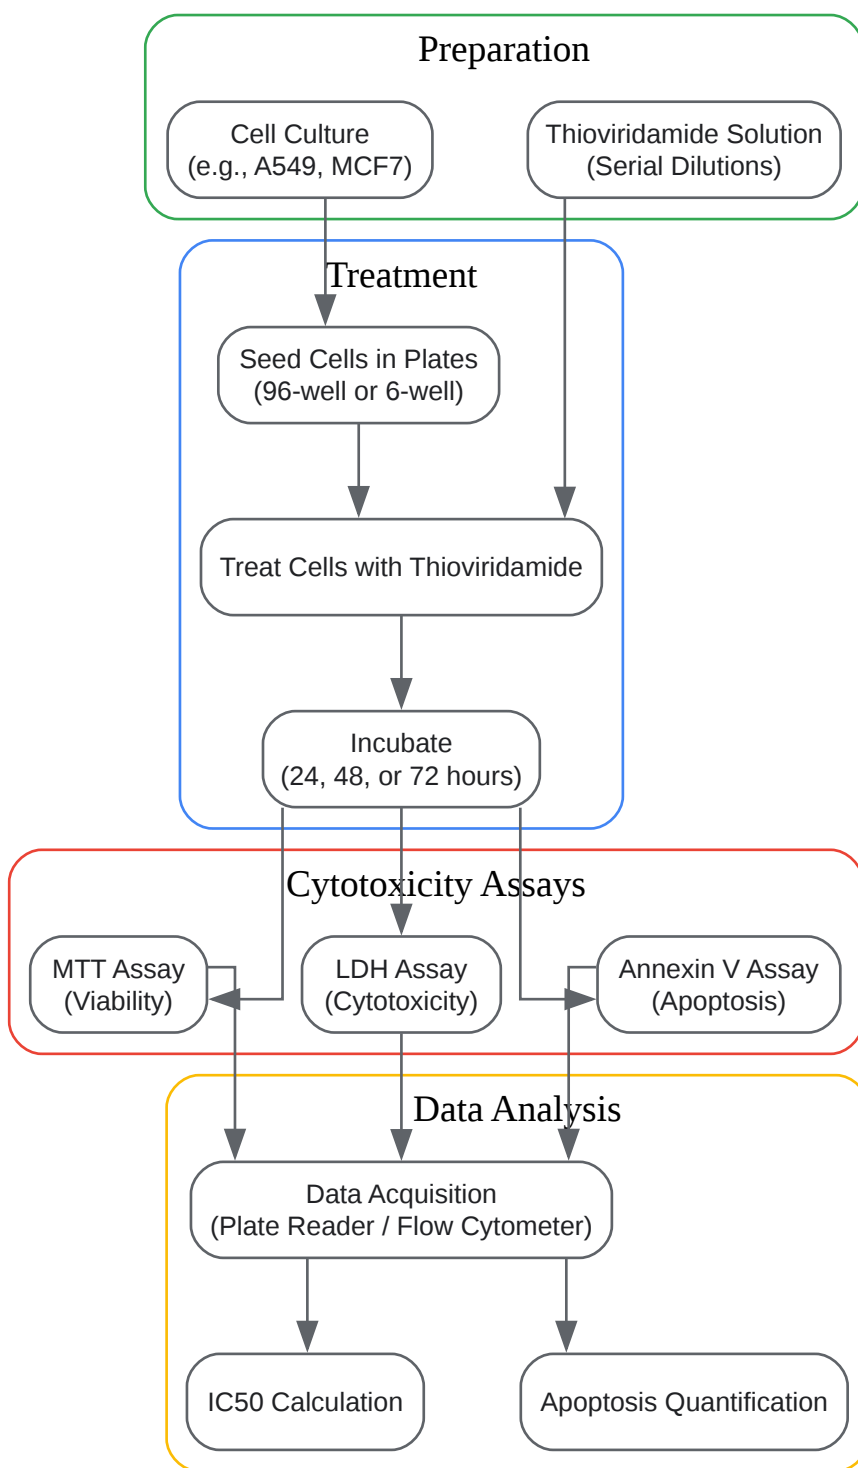 Preparation
Cell Culture
(e.g., A549, MCF7)
Thioviridamide Solution
(Serial Dilutions)
Treatment
Seed Cells in Plates
(96-well or 6-well)
Treat Cells with Thioviridamide
Incubate
(24, 48, or 72 hours)
Cytotoxicity Assays
MTT Assay
(Viability)
LDH Assay
(Cytotoxicity)
Annexin V Assay
(Apoptosis)
Data Analysis
Data Acquisition
(Plate Reader / Flow Cytometer)
IC50 Calculation
Apoptosis Quantification